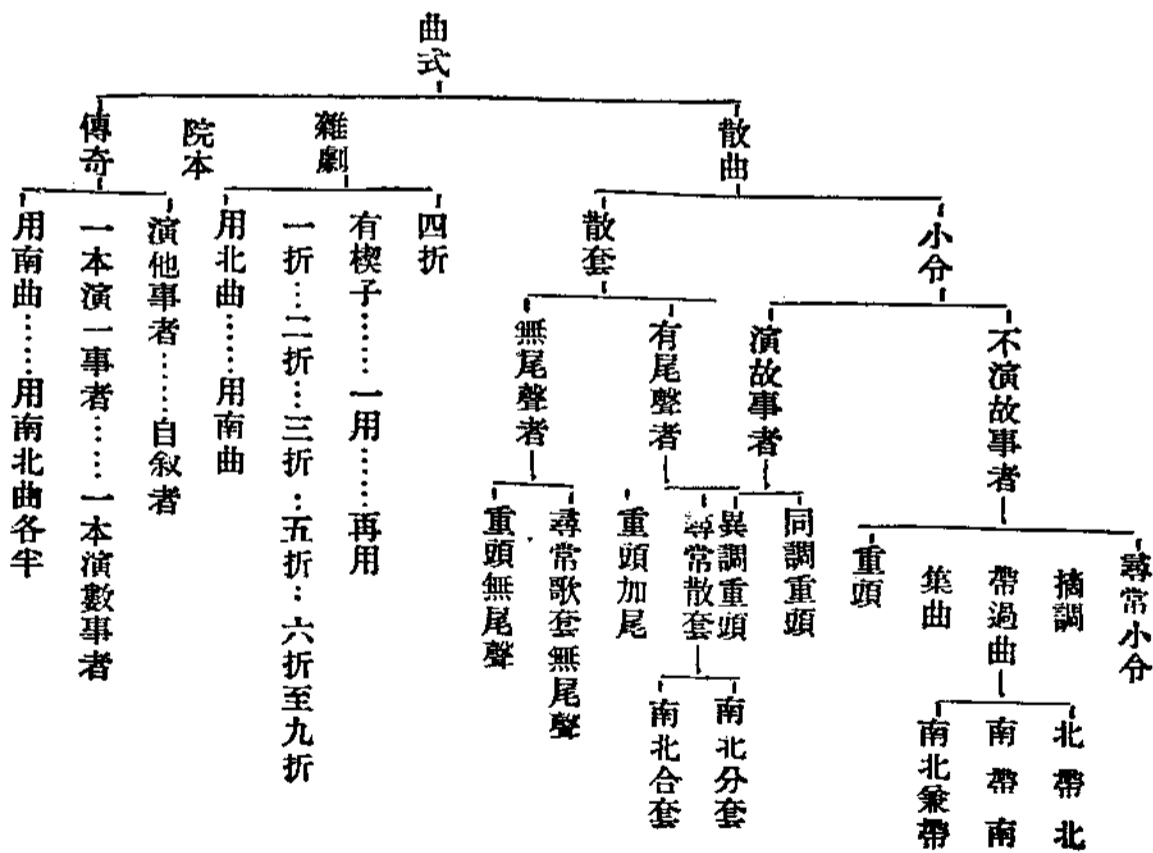 曲式
散曲
雜劇
院本
傳奇
小令
散套
四折
有楔子……一用……再用
一折…二折…三折…五折…六折至九折
用北曲……用南曲
演他事者……自敘者
一本演一事者……一本演數事者
用南曲……用南北曲各半
不演故事者
演故事者
有尾聲者
無尾聲者
尋常小令
摘調
帶過曲
集曲
重頭
同調重頭
異調重頭
尋常散套
重頭加尾
尋常歌套無尾聲
重頭無尾聲
北帶北
南帶南
南北兼帶
南北分套
南北合套